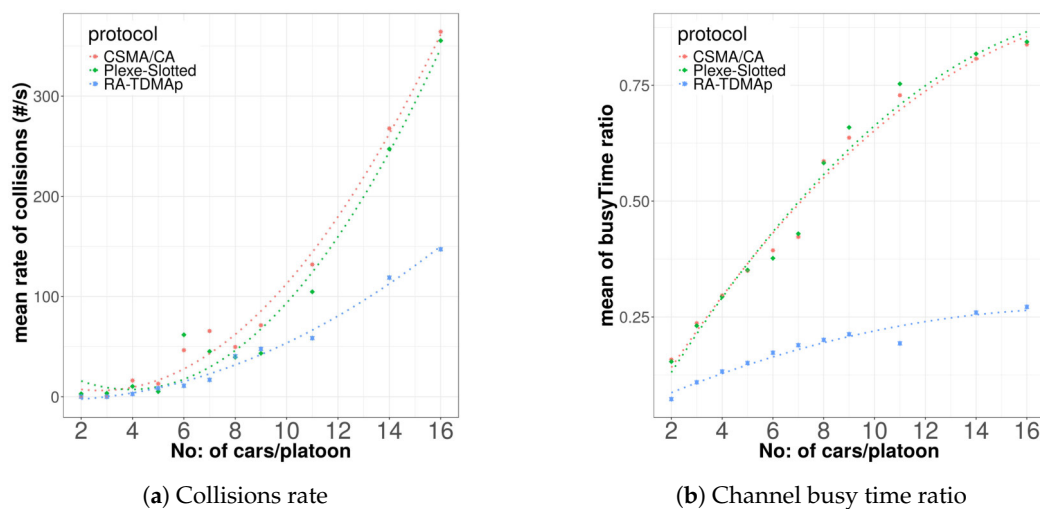 protocol
CSMA/CA
Plexe-Slotted
RA-TDMAp
mean rate of collisions (#/s)
300
200
100
0
2 4 6 8 10 12 14 16
No: of cars/platoon
(a) Collisions rate
protocol
CSMA/CA
Plexe-Slotted
RA-TDMAp
mean of busyTime ratio
0.75
0.50
0.25
2 4 6 8 10 12 14 16
No: of cars/platoon
(b) Channel busy time ratio